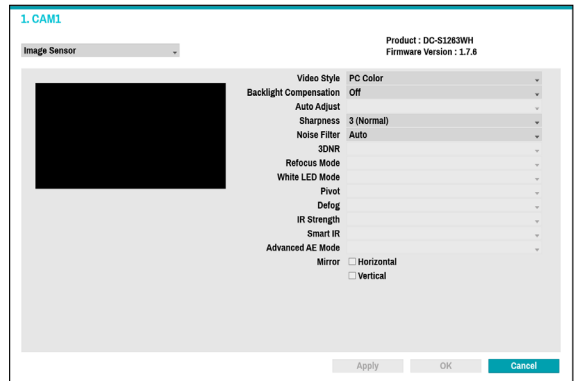 1. CAM1
Product : DC-S1263WH
Image Sensor
Firmware Version : 1.7.6
Video Style PC Color
Backlight Compensation Off
Auto Adjust
Sharpness 3 (Normal)
Noise Filter Auto
3DNR
Refocus Mode
White LED Mode
Pivot
Defog
IR Strength
Smart IR
Advanced AE Mode
Mirror Horizontal
Vertical
Apply OK Cancel